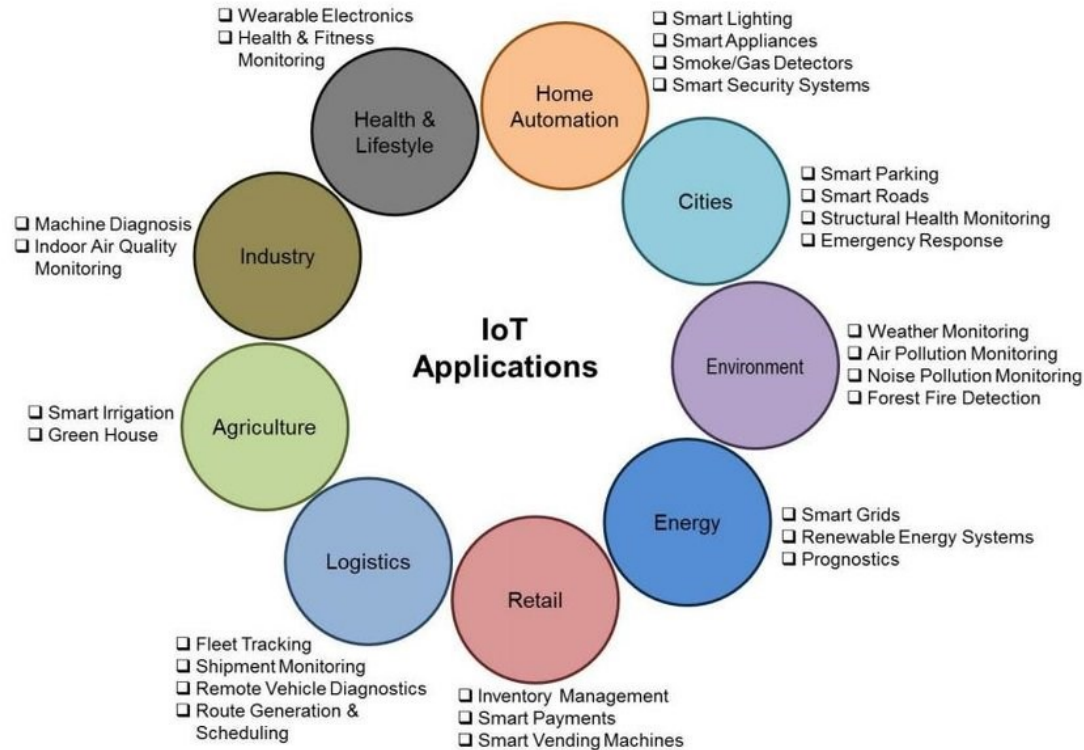 ❑ Wearable Electronics
❑ Health & Fitness
Monitoring
Health &
Lifestyle
Home
Automation
❑ Smart Lighting
❑ Smart Appliances
❑ Smoke/Gas Detectors
❑ Smart Security Systems
Cities
❑ Smart Parking
❑ Smart Roads
❑ Structural Health Monitoring
❑ Emergency Response
❑ Machine Diagnosis
❑ Indoor Air Quality
Monitoring
Industry
IoT
Applications
Environment
❑ Weather Monitoring
❑ Air Pollution Monitoring
❑ Noise Pollution Monitoring
❑ Forest Fire Detection
❑ Smart Irrigation
❑ Green House
Agriculture
Energy
❑ Smart Grids
❑ Renewable Energy Systems
❑ Prognostics
Logistics
❑ Fleet Tracking
❑ Shipment Monitoring
❑ Remote Vehicle Diagnostics
❑ Route Generation &
Scheduling
Retail
❑ Inventory Management
❑ Smart Payments
❑ Smart Vending Machines